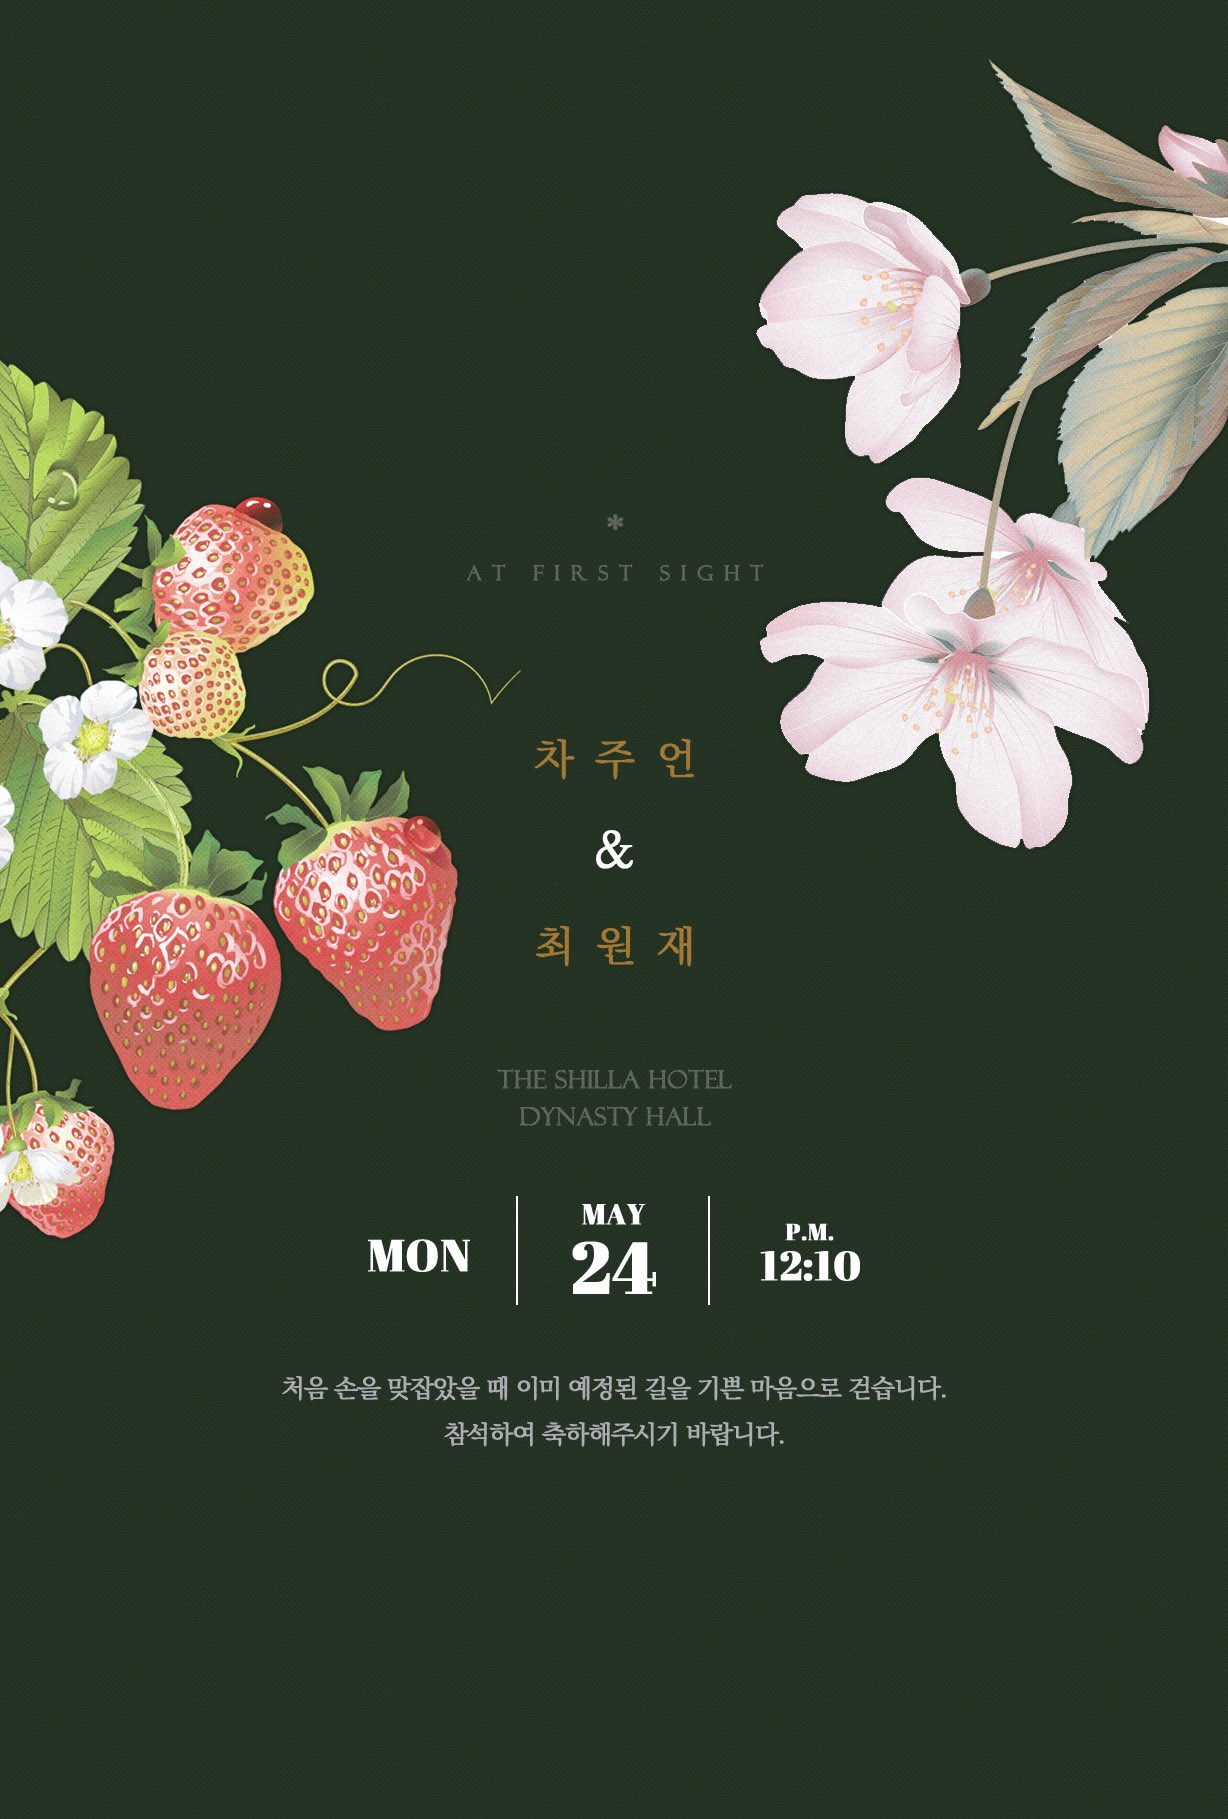 ✽
AT FIRST SIGHT
차주언
&
최원재
THE SHILLA HOTEL
DYNASTY HALL
MON
MAY
24
P.M.
12:10
처음 손을 맞잡았을 때 이미 예정된 길을 기쁜 마음으로 걷습니다.
참석하여 축하해주시기 바랍니다.